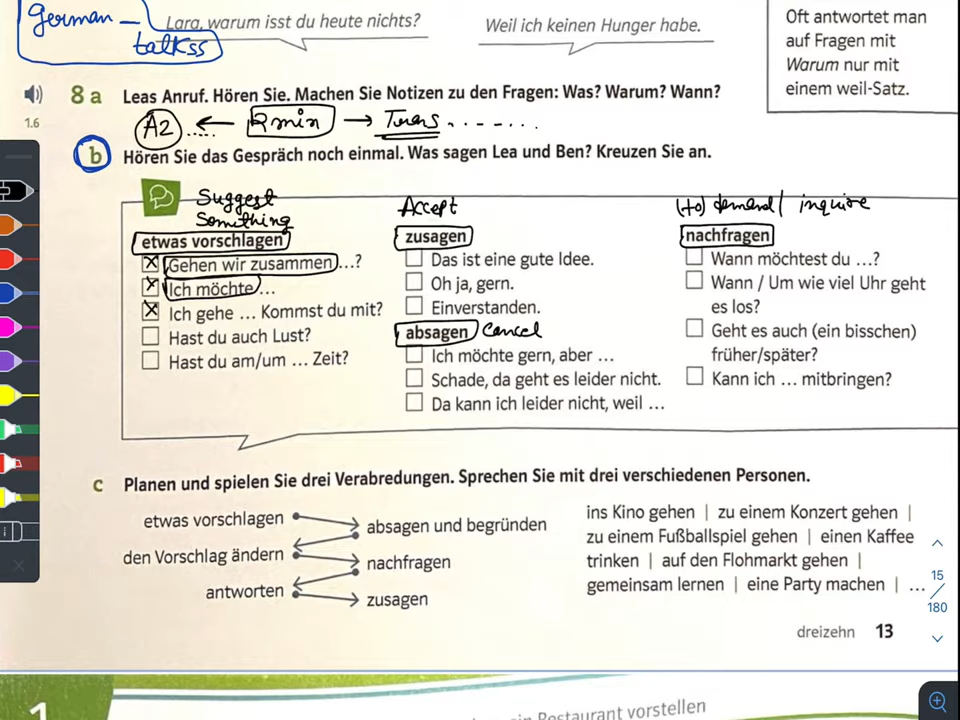 german
talkss
Lara, warum isst du heute nichts?
Weil ich keinen Hunger habe.
Oft antwortet man
auf Fragen mit
Warum nur mit
einem weil-Satz.
1.6
8 a Leas Anruf. Hören Sie. Machen Sie Notizen zu den Fragen: Was? Warum? Wann?
A2 ..... ← 2 min →
b Hören Sie das Gespräch noch einmal. Was sagen Lea und Ben? Kreuzen Sie an.
Suggest
Something
etwas vorschlagen
Gehen wir zusammen ...?
Ich möchte ...
Ich gehe ... Kommst du mit?
Hast du auch Lust?
Hast du am/um ... Zeit?
Accept
zusagen
Das ist eine gute Idee.
Oh ja, gern.
Einverstanden.
absagen Cancel
Ich möchte gern, aber ...
Schade, da geht es leider nicht.
Da kann ich leider nicht, weil ...
(to) demand / inquire
nachfragen
Wann möchtest du ...?
Wann / Um wie viel Uhr geht
es los?
Geht es auch (ein bisschen)
früher/später?
Kann ich ... mitbringen?
c Planen und spielen Sie drei Verabredungen. Sprechen Sie mit drei verschiedenen Personen.
etwas vorschlagen
absagen und begründen
den Vorschlag ändern
nachfragen
antworten
zusagen
ins Kino gehen | zu einem Konzert gehen |
zu einem Fußballspiel gehen | einen Kaffee
trinken | auf den Flohmarkt gehen |
gemeinsam lernen | eine Party machen | ...
15
/
180
dreizehn 13
1
ein Restaurant vorstellen